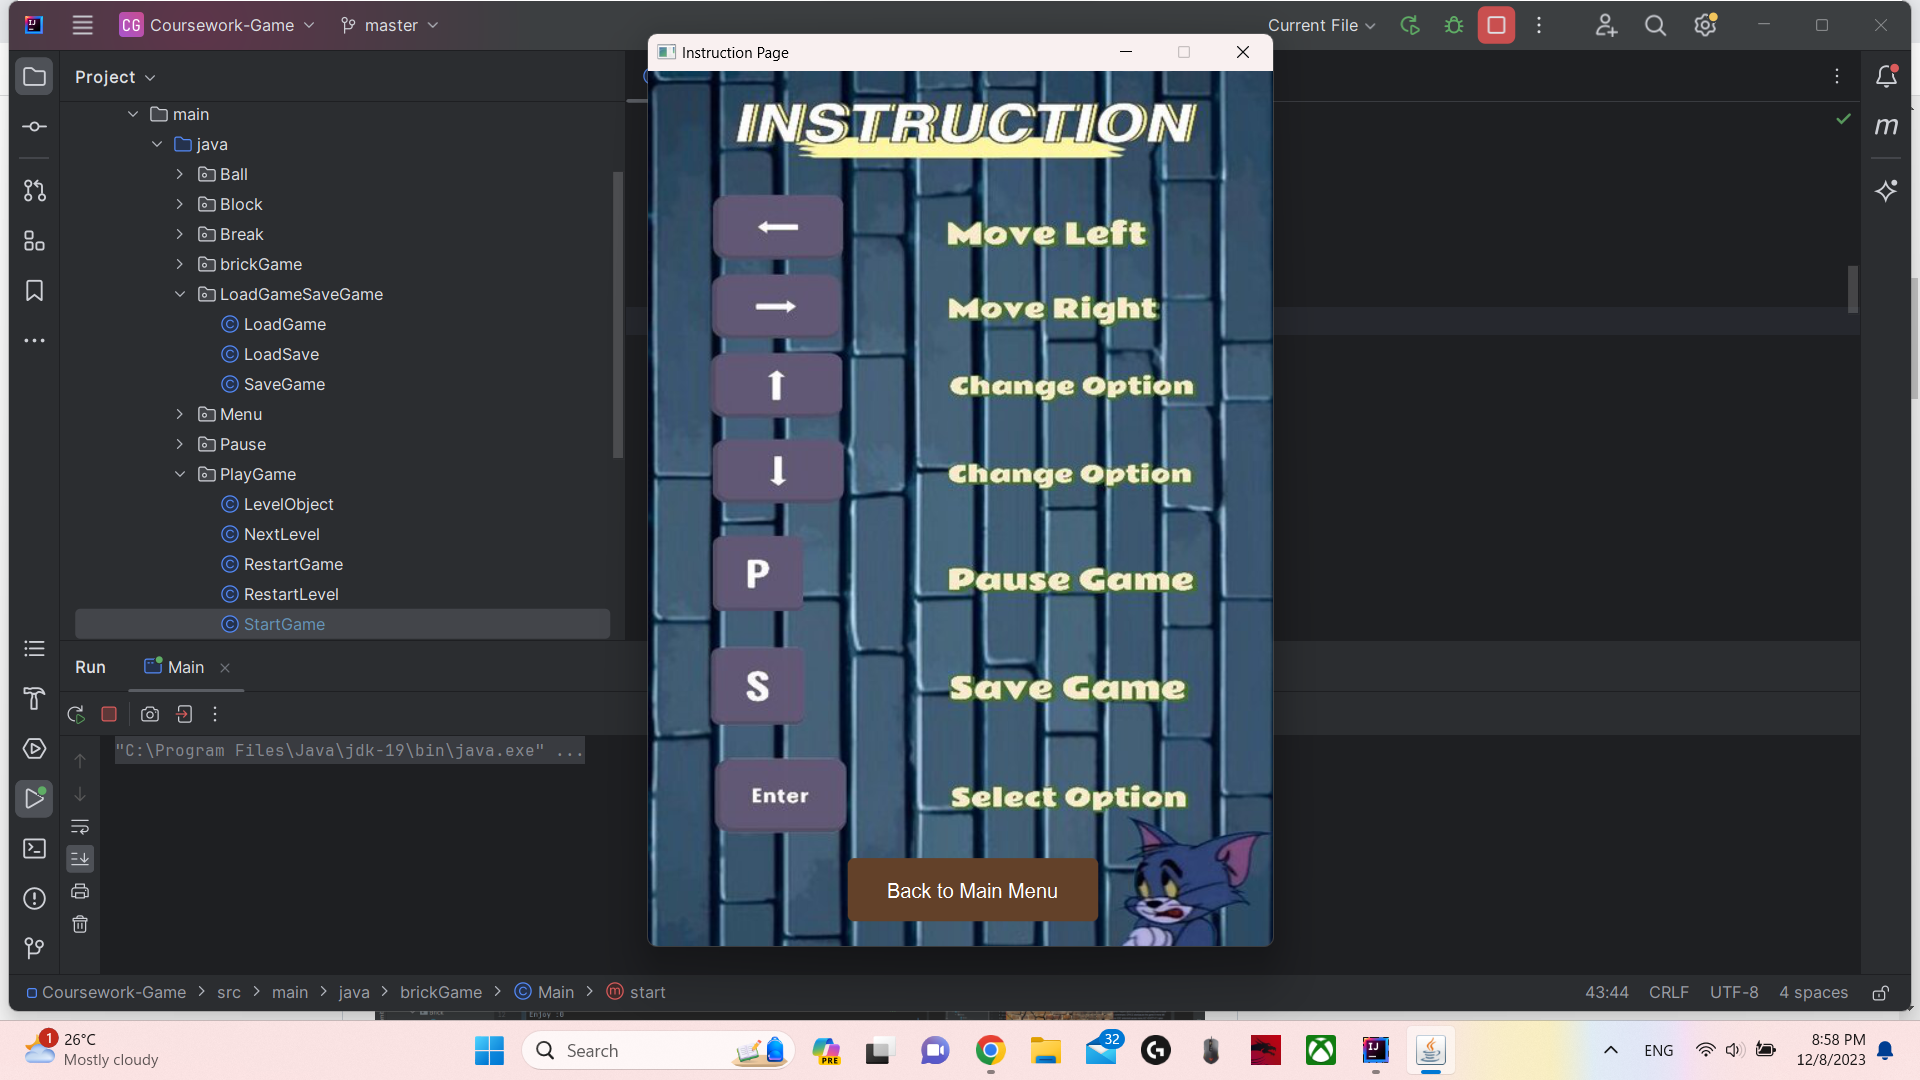 CG Coursework-Game master Current File
Instruction Page
Project
main
java
Ball
Block
Break
brickGame
LoadGameSaveGame
LoadGame
LoadSave
SaveGame
Menu
Pause
PlayGame
LevelObject
NextLevel
RestartGame
RestartLevel
StartGame
INSTRUCTION
← Move Left
→ Move Right
↑ Change Option
↓ Change Option
P Pause Game
S Save Game
Enter Select Option
Back to Main Menu
Run Main
"C:\Program Files\Java\jdk-19\bin\java.exe" ...
Coursework-Game > src > main > java > brickGame > Main > start 43:44 CRLF UTF-8 4 spaces
Enjoy :D
1 26°C
Mostly cloudy
Search
PRE
32
ENG
8:58 PM
12/8/2023